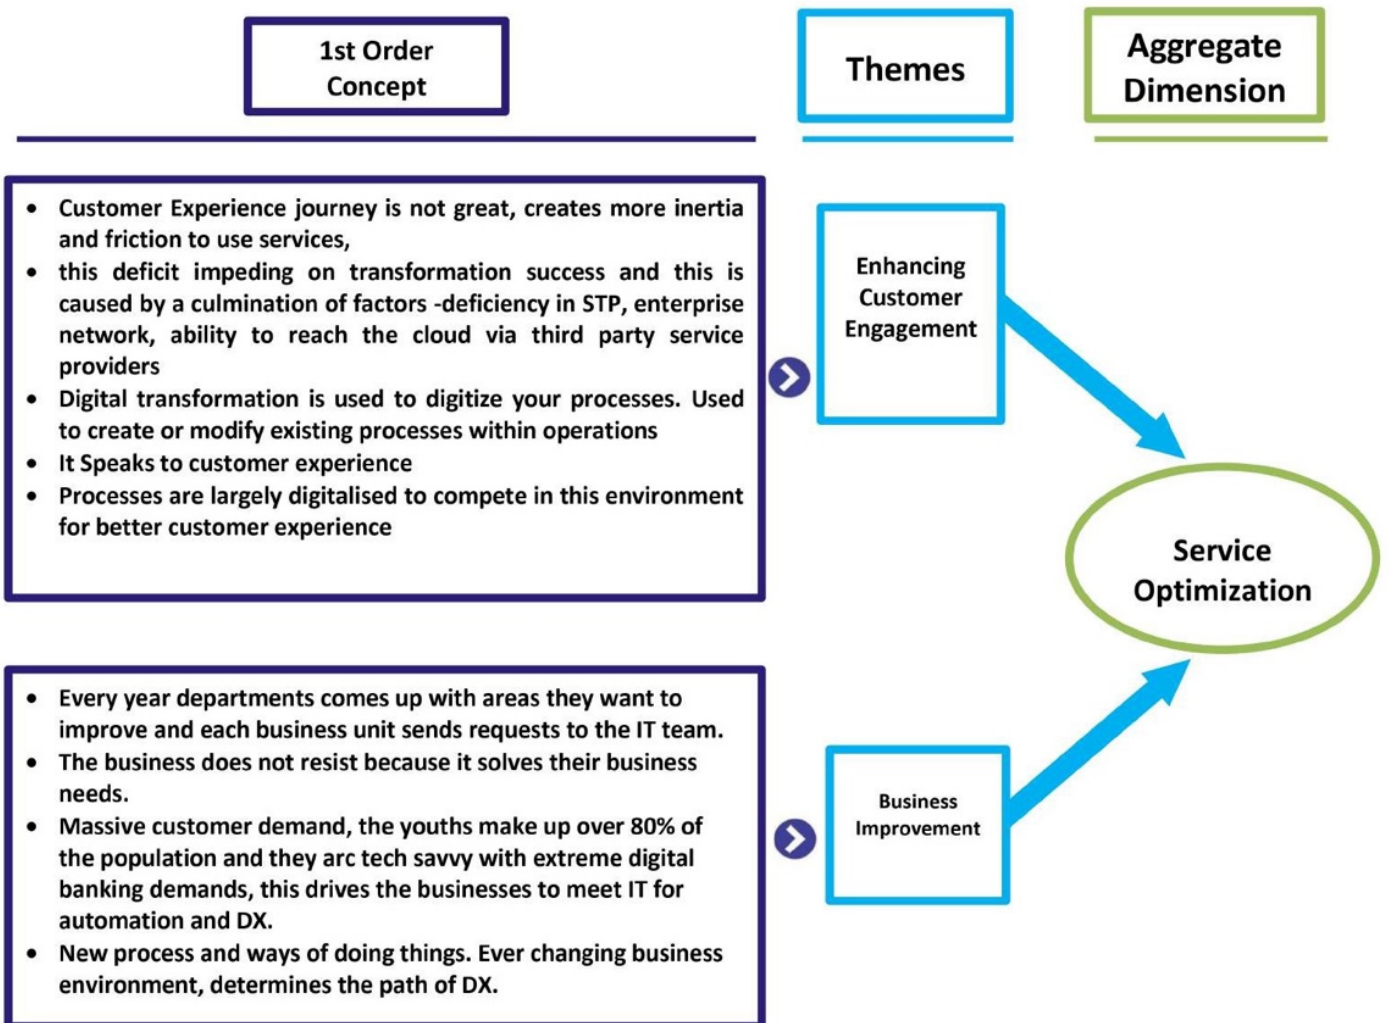 1st Order
Concept
Themes
Aggregate
Dimension
• Customer Experience journey is not great, creates more inertia
and friction to use services,
• this deficit impeding on transformation success and this is
caused by a culmination of factors -deficiency in STP, enterprise
network, ability to reach the cloud via third party service
providers
• Digital transformation is used to digitize your processes. Used
to create or modify existing processes within operations
• It Speaks to customer experience
• Processes are largely digitalised to compete in this environment
for better customer experience
Enhancing
Customer
Engagement
Service
Optimization
• Every year departments comes up with areas they want to
improve and each business unit sends requests to the IT team.
• The business does not resist because it solves their business
needs.
• Massive customer demand, the youths make up over 80% of
the population and they arc tech savvy with extreme digital
banking demands, this drives the businesses to meet IT for
automation and DX.
• New process and ways of doing things. Ever changing business
environment, determines the path of DX.
Business
Improvement